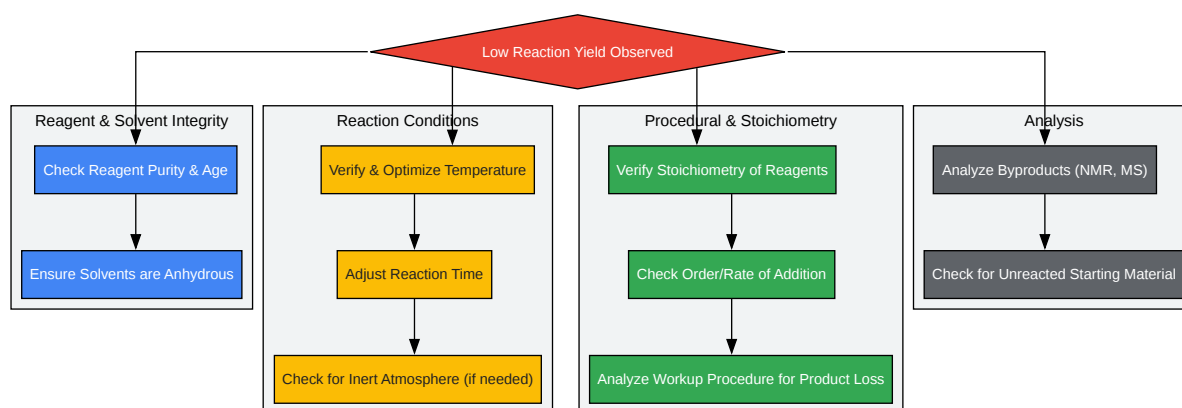 Low Reaction Yield Observed
Reagent & Solvent Integrity
Check Reagent Purity & Age
Ensure Solvents are Anhydrous
Reaction Conditions
Verify & Optimize Temperature
Adjust Reaction Time
Check for Inert Atmosphere (if needed)
Procedural & Stoichiometry
Verify Stoichiometry of Reagents
Check Order/Rate of Addition
Analyze Workup Procedure for Product Loss
Analysis
Analyze Byproducts (NMR, MS)
Check for Unreacted Starting Material